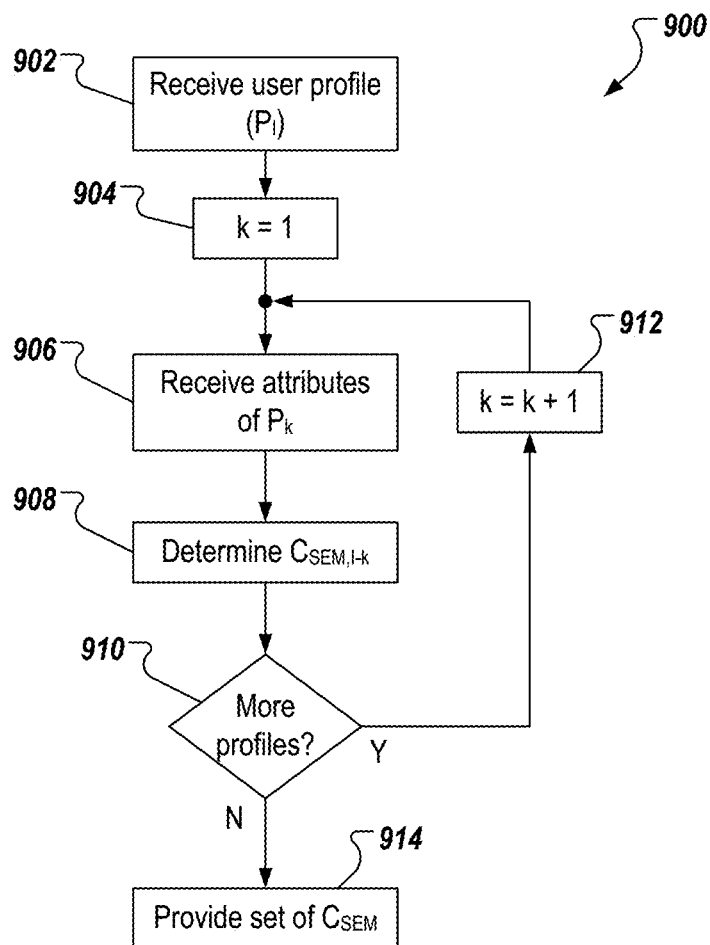 900
902
Receive user profile
(Pl)
904
k = 1
912
906
Receive attributes
of Pk
k = k + 1
908
Determine CSEM,l-k
910
More
profiles?
Y
N
914
Provide set of CSEM